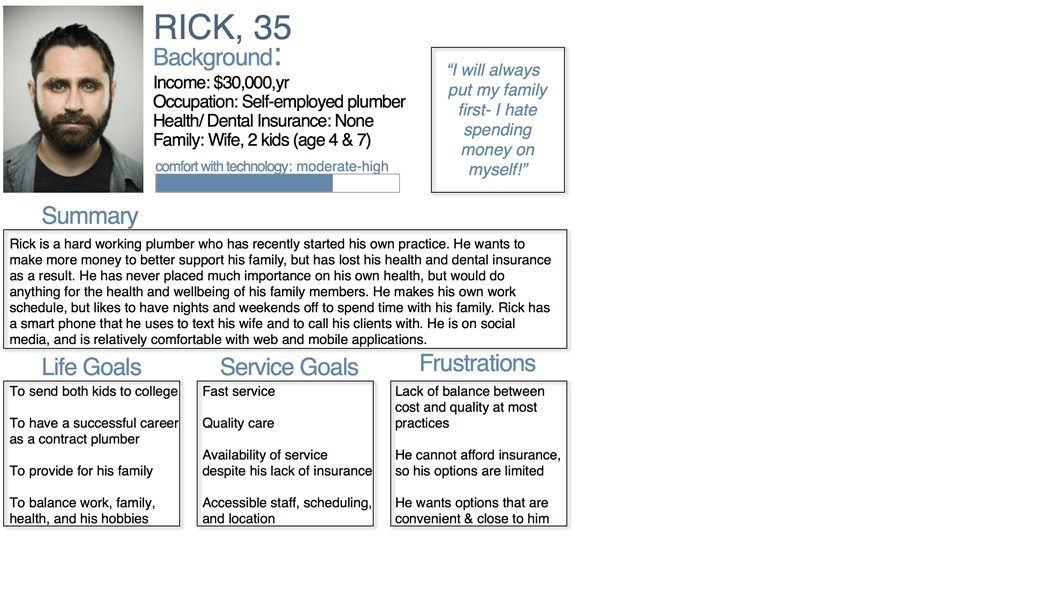 RICK, 35
Background:
Income: $30,000,yr
Occupation: Self-employed plumber
Health/ Dental Insurance: None
Family: Wife, 2 kids (age 4 & 7)
comfort with technology: moderate-high
“I will always
put my family
first- I hate
spending
money on
myself!”
Summary
Rick is a hard working plumber who has recently started his own practice. He wants to
make more money to better support his family, but has lost his health and dental insurance
as a result. He has never placed much importance on his own health, but would do
anything for the health and wellbeing of his family members. He makes his own work
schedule, but likes to have nights and weekends off to spend time with his family. Rick has
a smart phone that he uses to text his wife and to call his clients with. He is on social
media, and is relatively comfortable with web and mobile applications.
Life Goals
To send both kids to college
To have a successful career
as a contract plumber
To provide for his family
To balance work, family,
health, and his hobbies
Service Goals
Fast service
Quality care
Availability of service
despite his lack of insurance
Accessible staff, scheduling,
and location
Frustrations
Lack of balance between
cost and quality at most
practices
He cannot afford insurance,
so his options are limited
He wants options that are
convenient & close to him